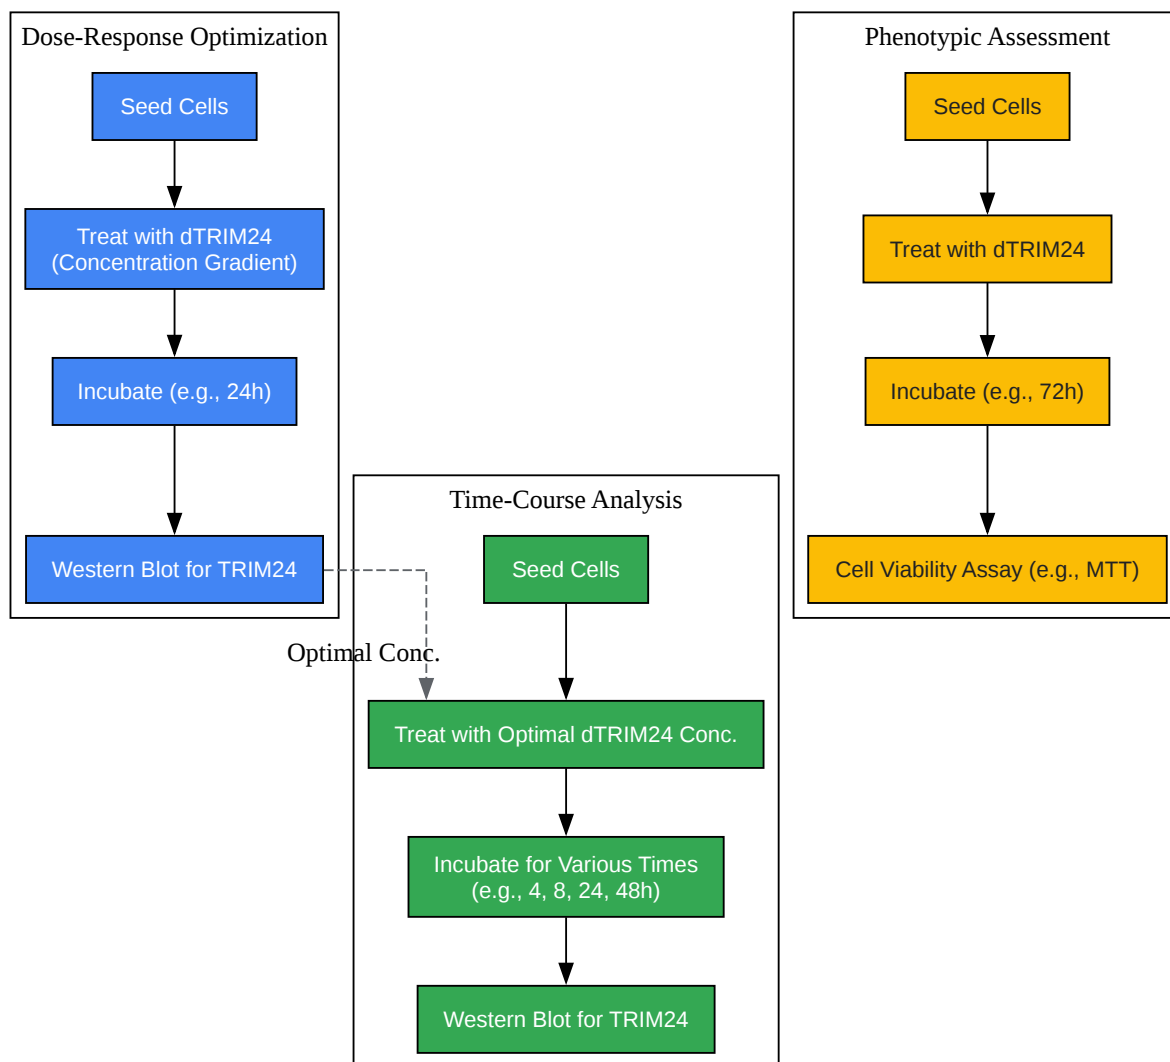 Dose-Response Optimization
Seed Cells
Treat with dTRIM24
(Concentration Gradient)
Incubate (e.g., 24h)
Western Blot for TRIM24
Optimal Conc.
Time-Course Analysis
Seed Cells
Treat with Optimal dTRIM24 Conc.
Incubate for Various Times
(e.g., 4, 8, 24, 48h)
Western Blot for TRIM24
Phenotypic Assessment
Seed Cells
Treat with dTRIM24
Incubate (e.g., 72h)
Cell Viability Assay (e.g., MTT)